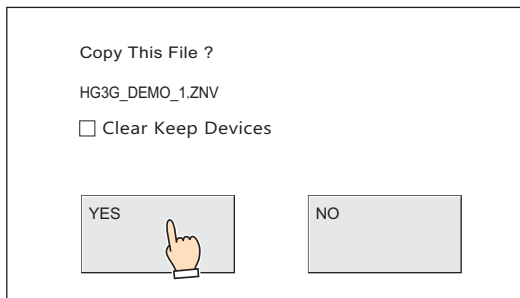 Copy This File ?
HG3G_DEMO_1.ZNV
Clear Keep Devices
YES
NO